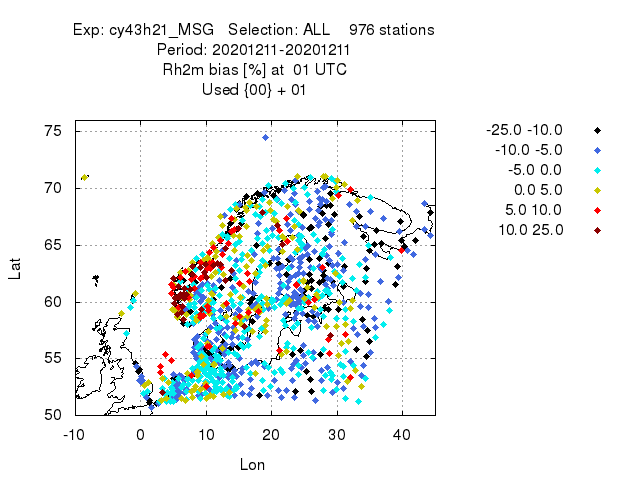 Exp: cy43h21_MSG   Selection: ALL    976 stations
Period: 20201211-20201211
Rh2m bias [%] at  01 UTC
Used {00} + 01
-25.0 -10.0
-10.0 -5.0
-5.0 0.0
0.0 5.0
5.0 10.0
10.0 25.0
75
70
65
60
55
50
Lat
-10 0 10 20 30 40
Lon